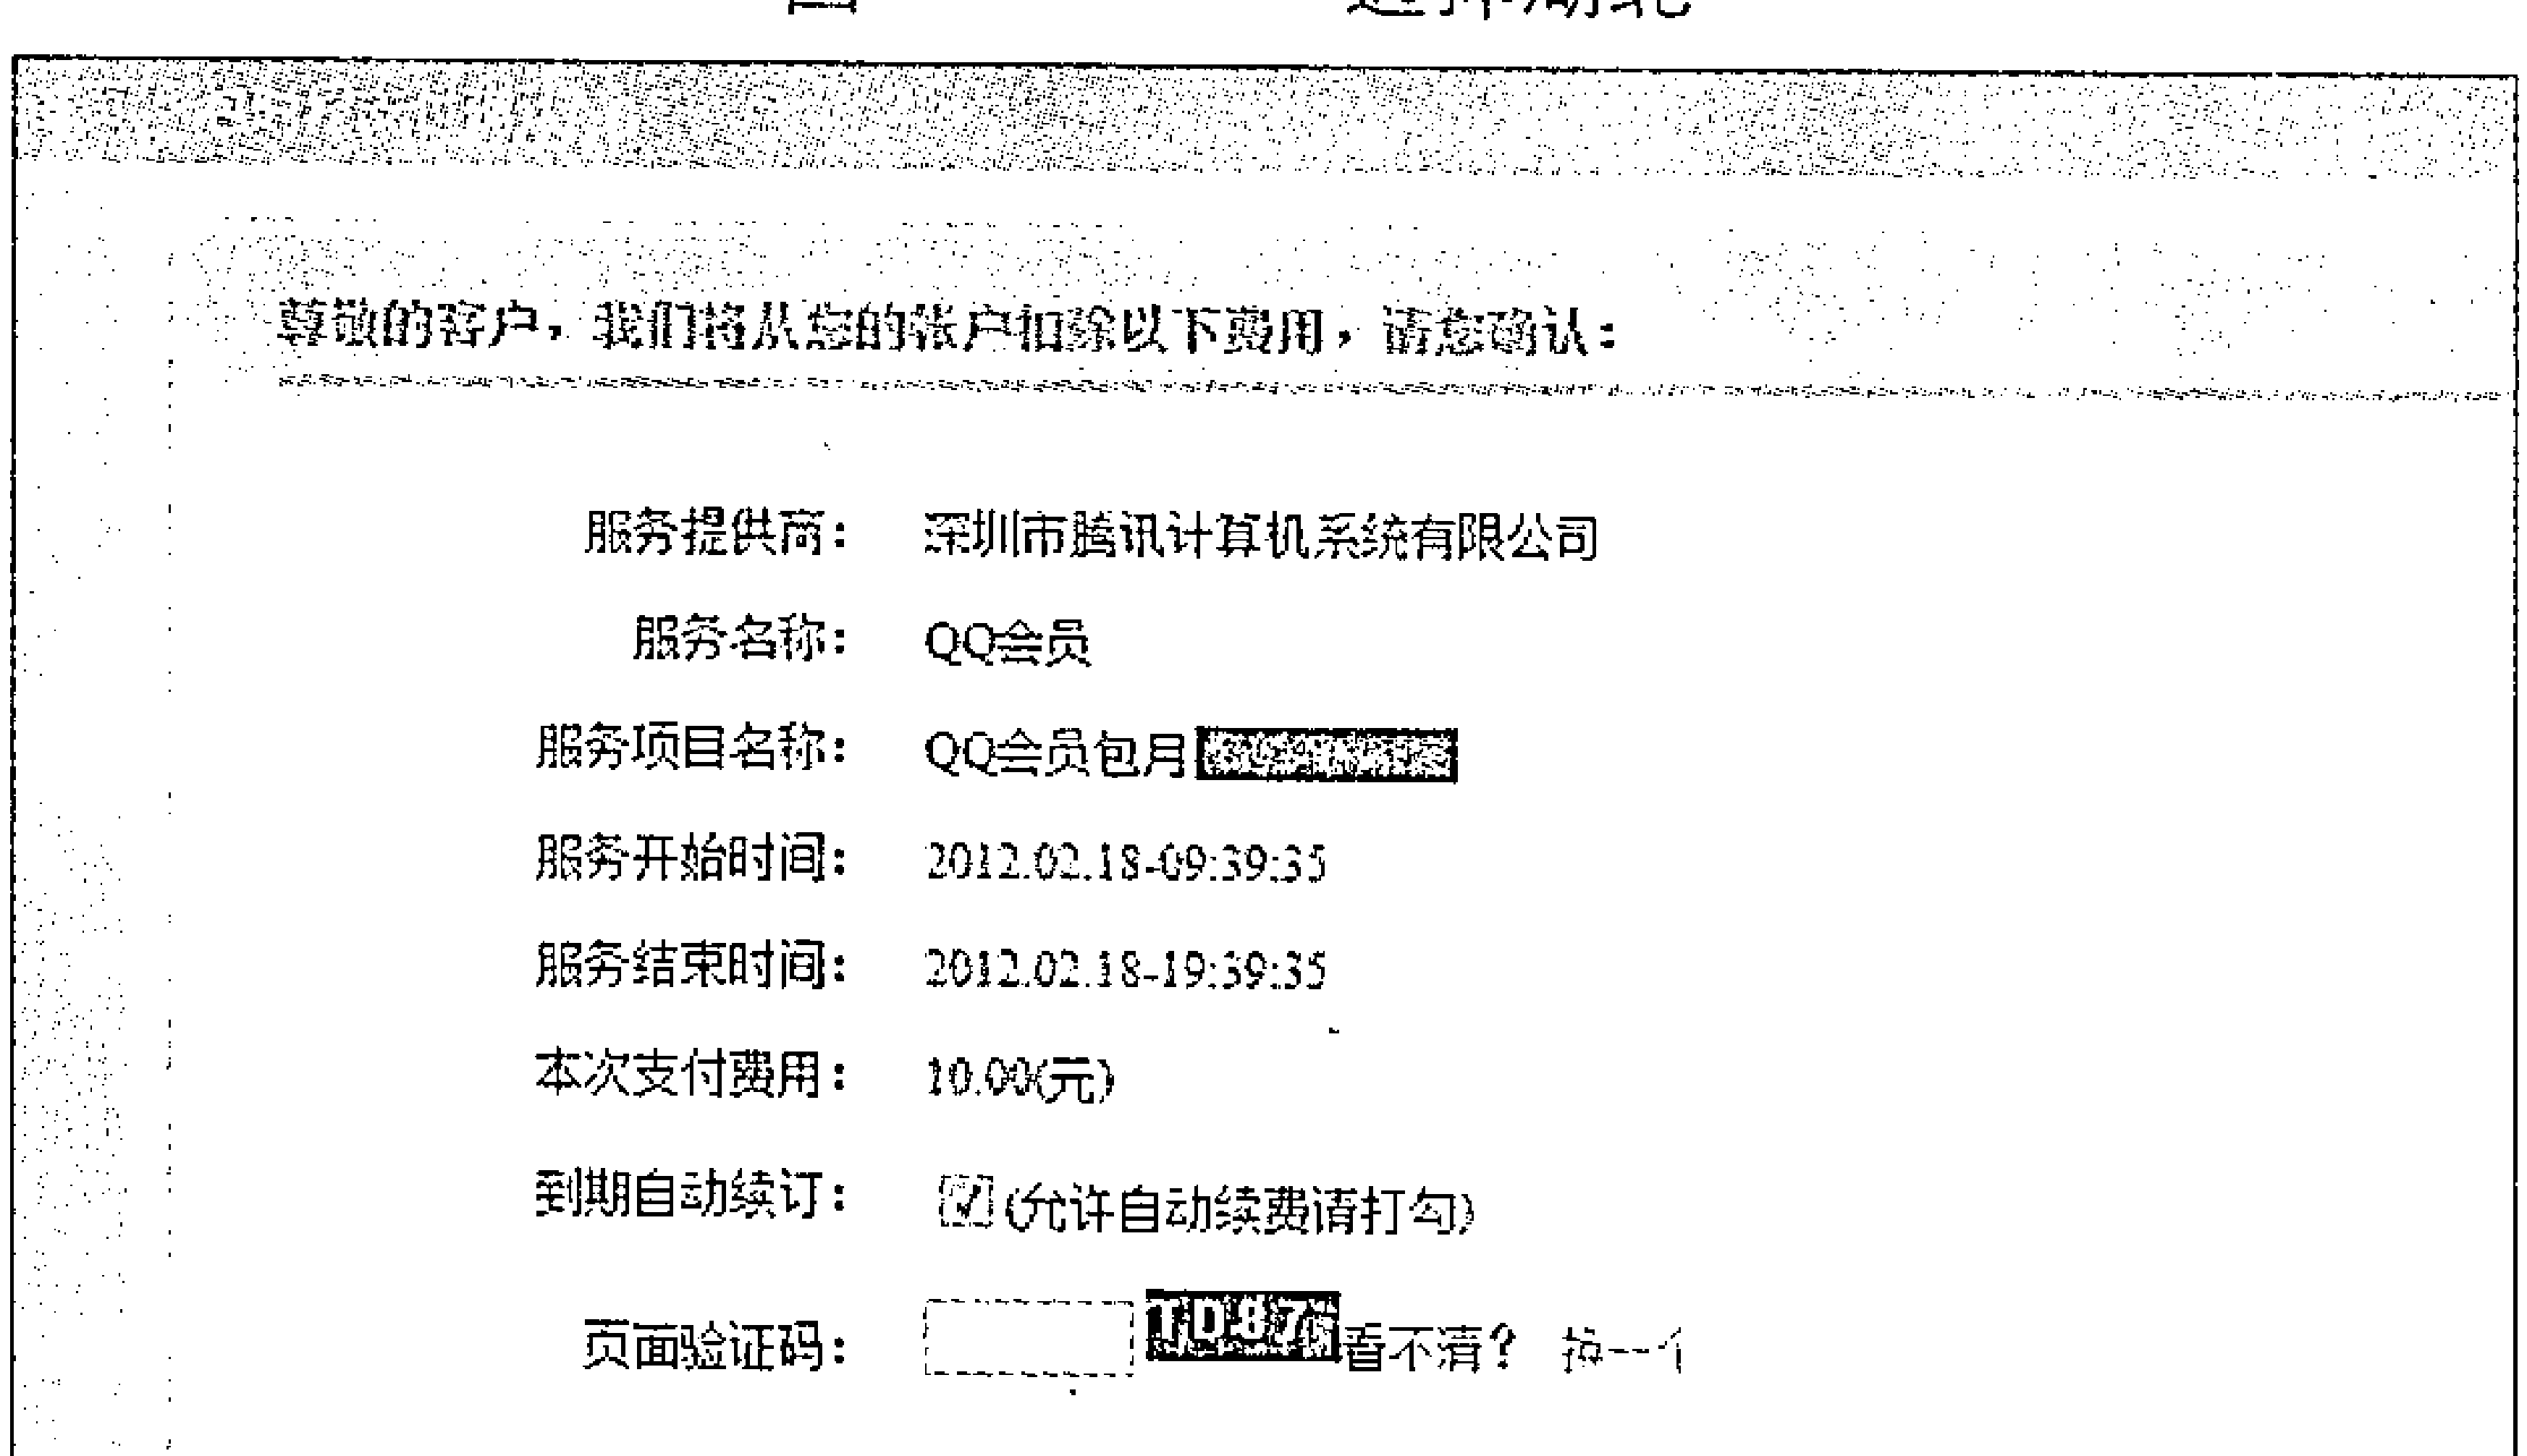 尊敬的客户，我们将从您的帐户扣除以下费用，请您确认：
服务提供商： 深圳市腾讯计算机系统有限公司
服务名称： QQ会员
服务项目名称： QQ会员包月
服务开始时间： 2012.02.18-09:39:35
服务结束时间： 2012.02.18-19:39:35
本次支付费用： 10.00(元)
到期自动续订： (允许自动续费请打勾)
页面验证码： 看不清？ 换一个